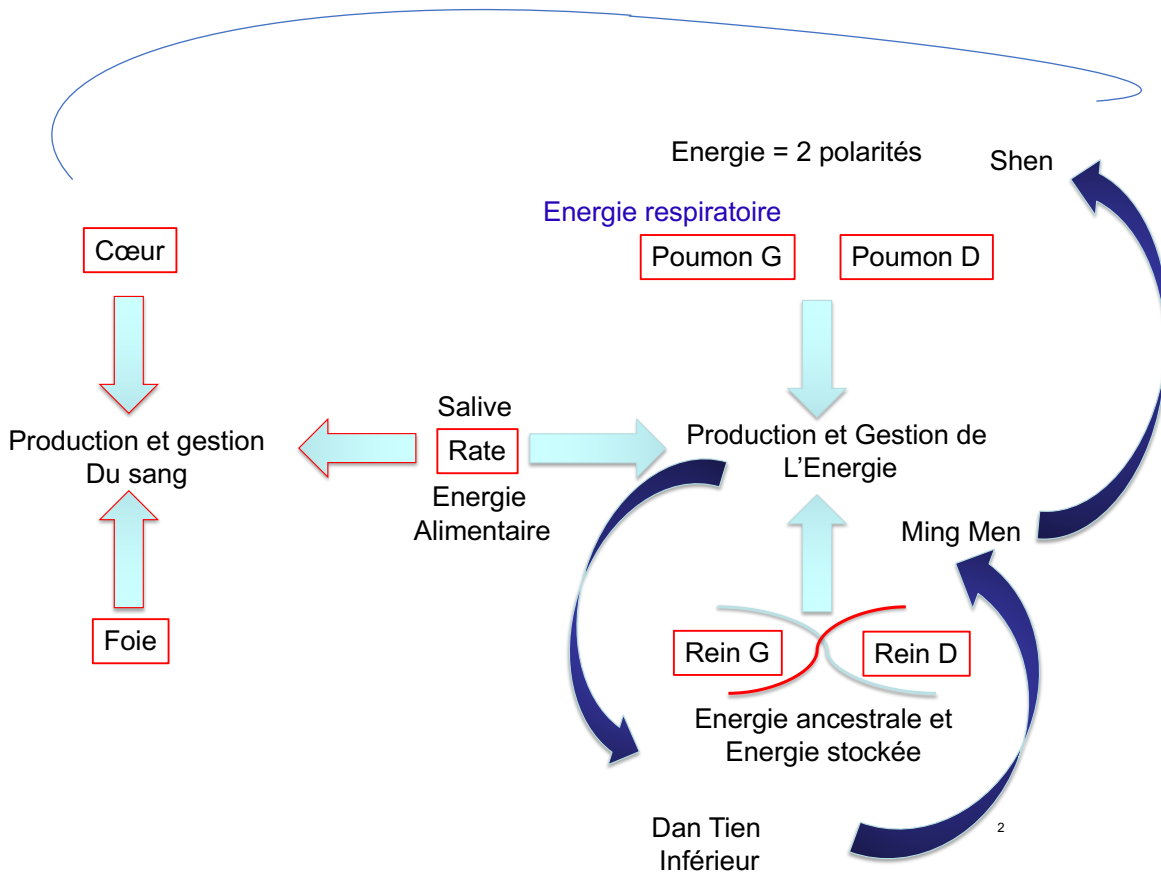 Energie = 2 polarités
Shen
Energie respiratoire
Cœur
Poumon G
Poumon D
Salive
Production et gestion
Du sang
Rate
Production et Gestion de
L'Energie
Energie
Alimentaire
Ming Men
Foie
Rein G
Rein D
Energie ancestrale et
Energie stockée
Dan Tien
Inférieur
2